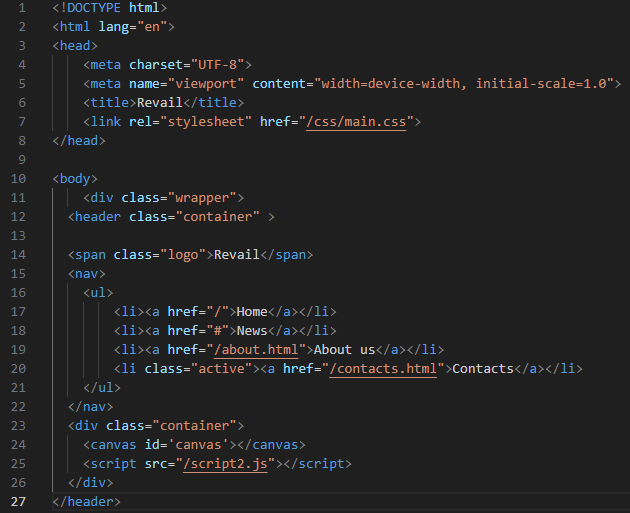 1 <!DOCTYPE html>
2 <html lang="en">
3 <head>
4     <meta charset="UTF-8">
5     <meta name="viewport" content="width=device-width, initial-scale=1.0">
6     <title>Revail</title>
7     <link rel="stylesheet" href="/css/main.css">
8 </head>
9
10 <body>
11     <div class="wrapper">
12   <header class="container" >
13
14   <span class="logo">Revail</span>
15   <nav>
16     <ul>
17         <li><a href="/">Home</a></li>
18         <li><a href="#">News</a></li>
19         <li><a href="/about.html">About us</a></li>
20         <li class="active"><a href="/contacts.html">Contacts</a></li>
21     </ul>
22   </nav>
23   <div class="container">
24     <canvas id='canvas'></canvas>
25     <script src="/script2.js"></script>
26   </div>
27 </header>